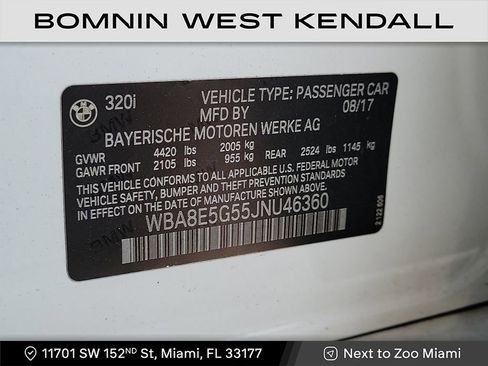 BOMNIN WEST KENDALL
320i VEHICLE TYPE: PASSENGER CAR
MFD BY 08/17
BAYERISCHE MOTOREN WERKE AG
GVWR 4420 lbs 2005 kg
GAWR FRONT 2105 lbs 955 kg REAR 2524 lbs 1145 kg
THIS VEHICLE CONFORMS TO ALL APPLICABLE U.S. FEDERAL MOTOR
VEHICLE SAFETY, BUMPER, AND THEFT PREVENTION STANDARDS
IN EFFECT ON THE DATE OF MANUFACTURE SHOWN ABOVE.
WBA8E5G55JNU46360
11701 SW 152ND St, Miami, FL 33177
Next to Zoo Miami